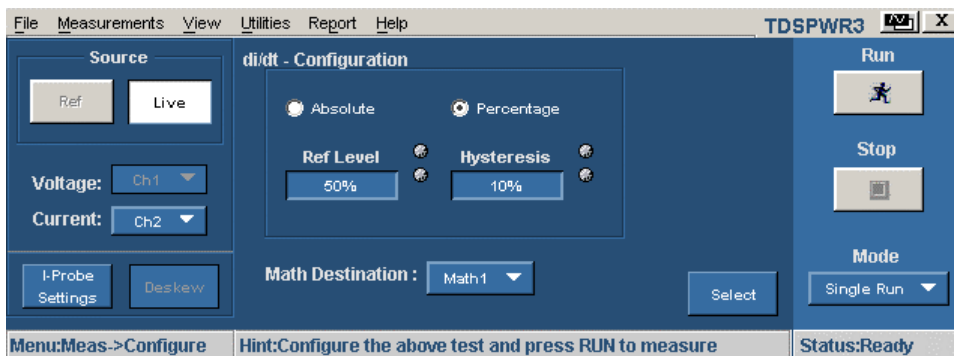 File Measurements View Utilities Report Help TDSPWR3 X
Source
Ref Live
Voltage: Ch1
Current: Ch2
I-Probe
Settings
Deskew
di/dt - Configuration
Absolute Percentage
Ref Level Hysteresis
50% 10%
Math Destination : Math1
Select
Run
Stop
Mode
Single Run
Menu:Meas->Configure Hint:Configure the above test and press RUN to measure Status:Ready